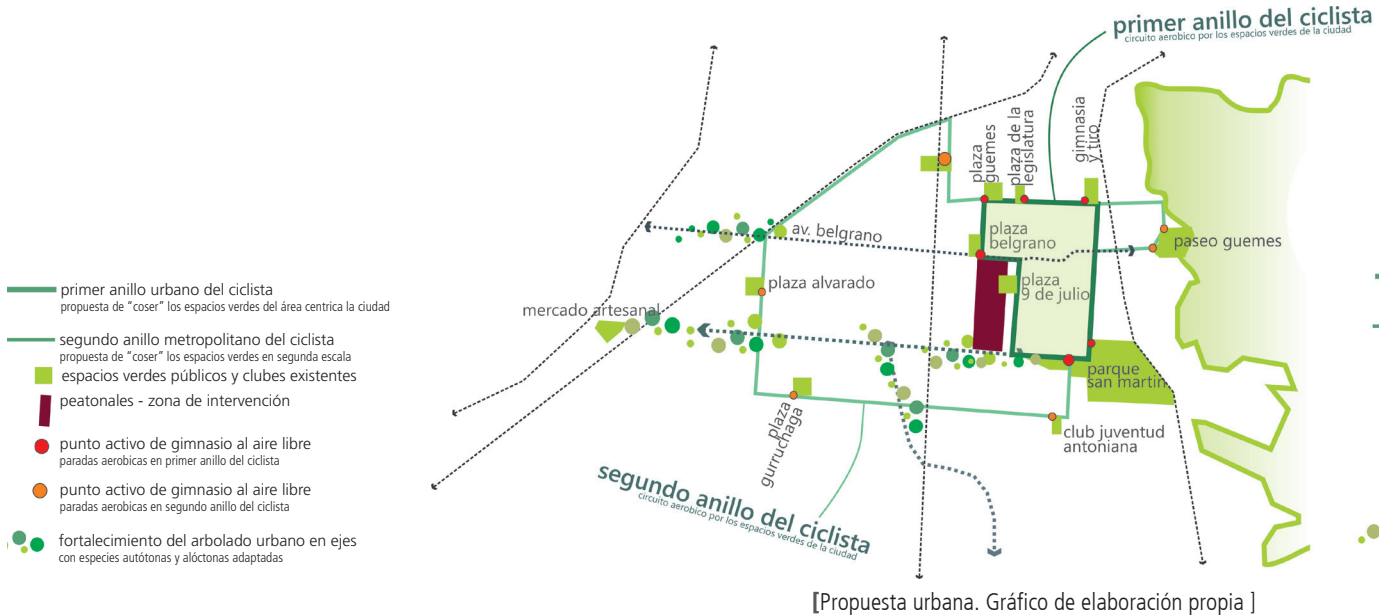 primer anillo del ciclista
circuito aerobico por los espacios verdes de la ciudad
plaza
guemes
plaza de la
legislatura
gimnasia
y tiro
av. belgrano
plaza
belgrano
paseo guemes
plaza alvarado
plaza
9 de julio
mercado artesanal
parque
san martin
plaza
gurruchaga
club juventud
antoniana
segundo anillo del ciclista
circuito aerobico por los espacios verdes de la ciudad
primer anillo urbano del ciclista
propuesta de "coser" los espacios verdes del área centrica la ciudad
segundo anillo metropolitano del ciclista
propuesta de "coser" los espacios verdes en segunda escala
espacios verdes públicos y clubes existentes
peatonales - zona de intervención
punto activo de gimnasio al aire libre
paradas aerobicas en primer anillo del ciclista
punto activo de gimnasio al aire libre
paradas aerobicas en segundo anillo del ciclista
fortalecimiento del arbolado urbano en ejes
con especies autótonas y alóctonas adaptadas
[Propuesta urbana. Gráfico de elaboración propia ]